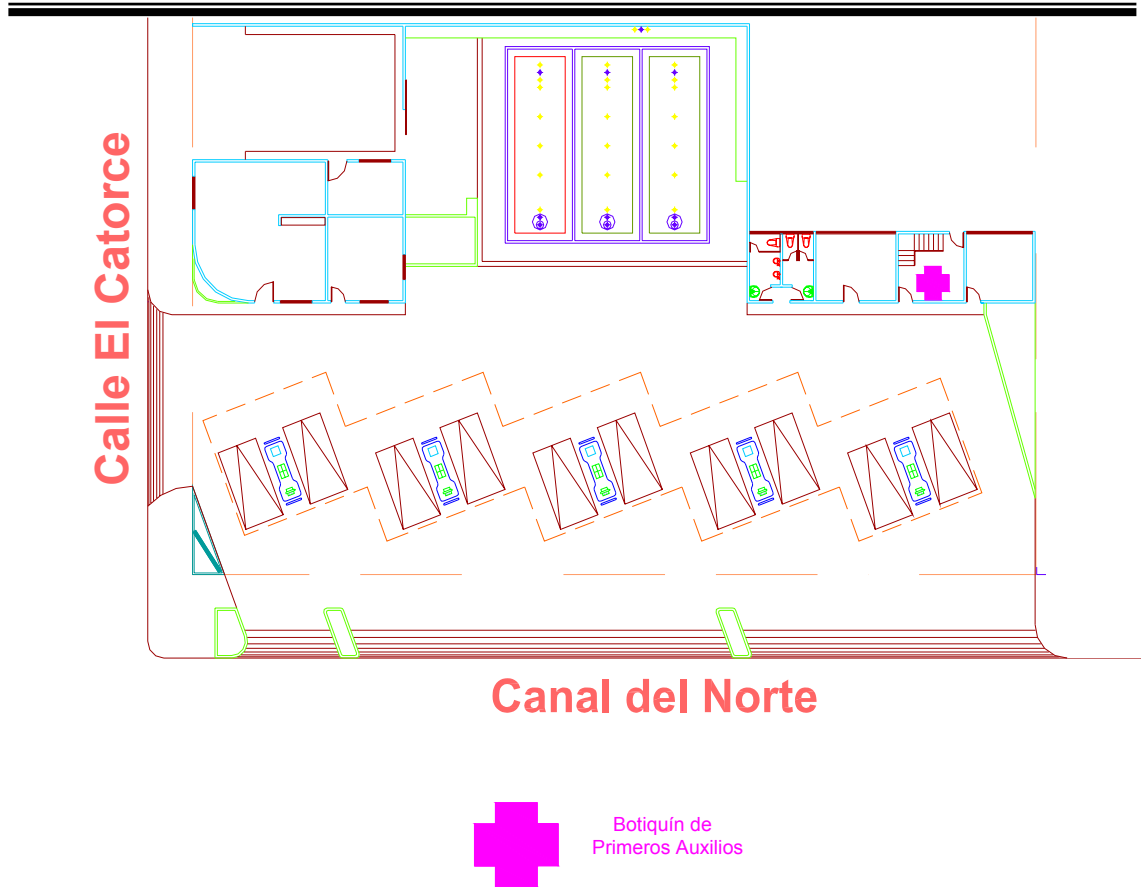 Calle El Catorce
Canal del Norte
Botiquín de
Primeros Auxilios